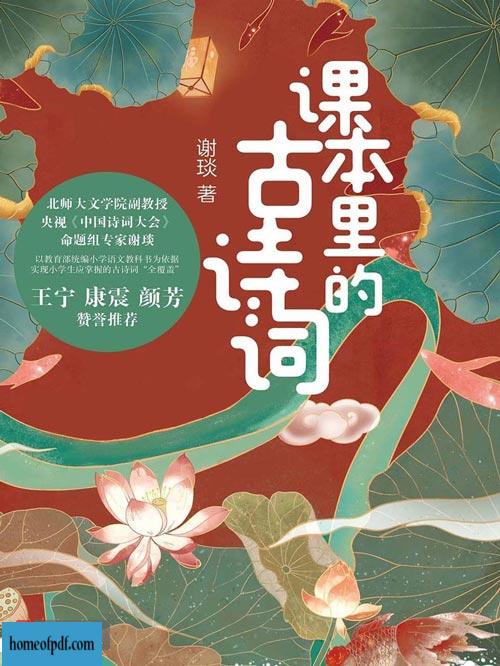 课本里的
古诗词
谢琰 著
北师大文学院副教授
央视《中国诗词大会》
命题组专家谢琰
以教育部统编小学语文教科书为依据
实现小学生应掌握的古诗词“全覆盖”
王宁 康震 颜芳
赞誉推荐
homeofpdf.com